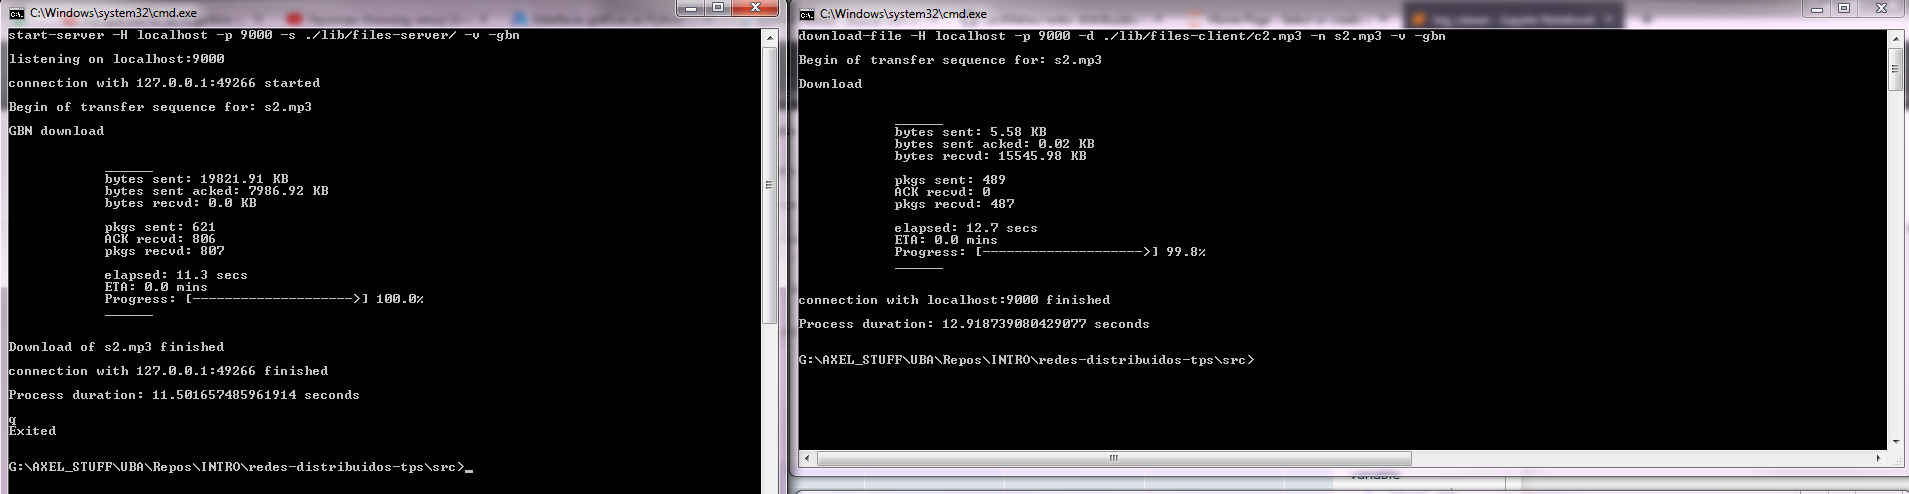 C:\Windows\system32\cmd.exe
start-server -H localhost -p 9000 -s ./lib/files-server/ -v -gbn
listening on localhost:9000
connection with 127.0.0.1:49266 started
Begin of transfer sequence for: s2.mp3
GBN download
______
bytes sent: 19821.91 KB
bytes sent acked: 7986.92 KB
bytes recvd: 0.0 KB
pkgs sent: 621
ACK recvd: 806
pkgs recvd: 807
elapsed: 11.3 secs
ETA: 0.0 mins
Progress: [-------------------->] 100.0%
______
Download of s2.mp3 finished
connection with 127.0.0.1:49266 finished
Process duration: 11.501657485961914 seconds
q
Exited
G:\AXEL_STUFF\UBA\Repos\INTRO\redes-distribuidos-tps\src>_
C:\Windows\system32\cmd.exe
download-file -H localhost -p 9000 -d ./lib/files-client/c2.mp3 -n s2.mp3 -v -gbn
Begin of transfer sequence for: s2.mp3
Download
______
bytes sent: 5.58 KB
bytes sent acked: 0.02 KB
bytes recvd: 15545.98 KB
pkgs sent: 489
ACK recvd: 0
pkgs recvd: 487
elapsed: 12.7 secs
ETA: 0.0 mins
Progress: [-------------------->] 99.8%
______
connection with localhost:9000 finished
Process duration: 12.918739080429077 seconds
G:\AXEL_STUFF\UBA\Repos\INTRO\redes-distribuidos-tps\src>